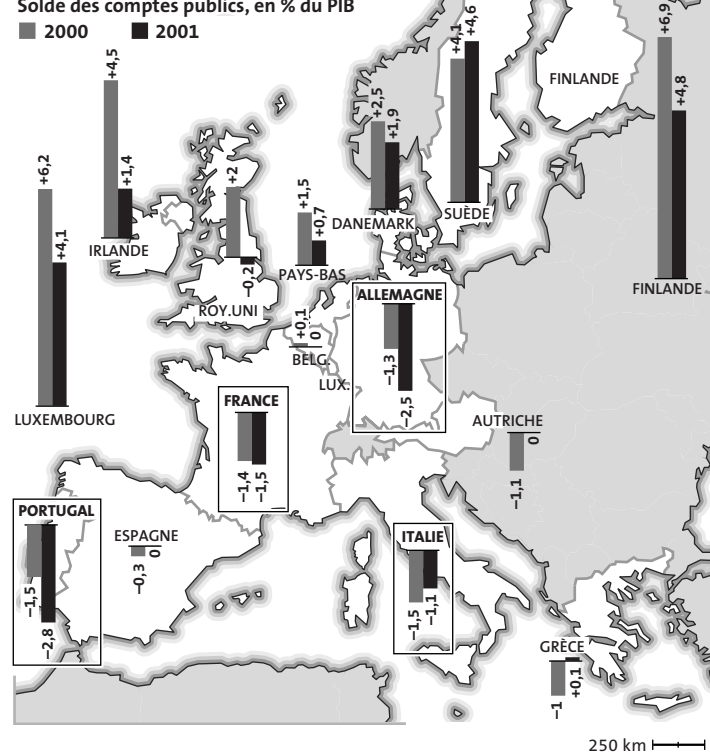 Solde des comptes publics, en % du PIB
2000 2001
+4,5
+1,4
IRLANDE
+6,2
+4,1
LUXEMBOURG
+2
−0,2
ROY.UNI
+1,5
+0,7
PAYS-BAS
+2,5
+1,9
DANEMARK
+4,1
+4,6
SUÈDE
FINLANDE
+6,9
+4,8
FINLANDE
+0,1
0
BELG.
LUX.
ALLEMAGNE
−1,3
−2,5
FRANCE
−1,4
−1,5
AUTRICHE
−1,1
0
PORTUGAL
−1,5
−2,8
ESPAGNE
−0,3
0
ITALIE
−1,5
−1,1
GRÈCE
−1
+0,1
250 km